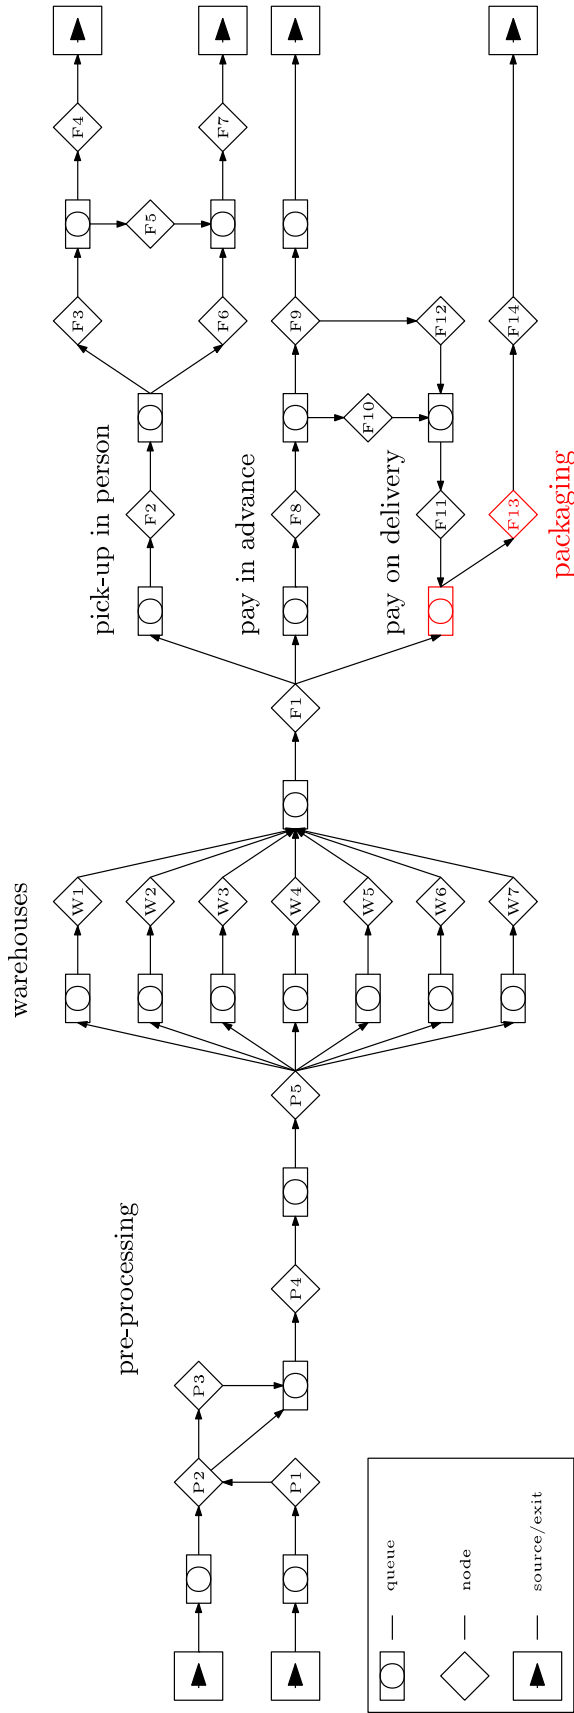 pre-processing
P1
P2
P3
P4
P5
warehouses
W1
W2
W3
W4
W5
W6
W7
F1
pick-up in person
F2
F3
F4
F5
F6
F7
pay in advance
F8
F9
F10
pay on delivery
F11
F12
packaging
F13
F14
queue
node
source/exit